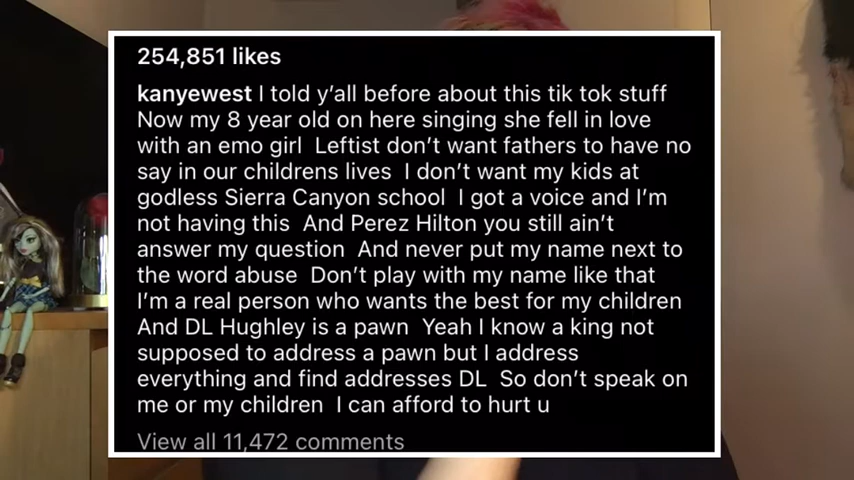 254,851 likes
kanyewest I told y'all before about this tik tok stuff
Now my 8 year old on here singing she fell in love
with an emo girl  Leftist don't want fathers to have no
say in our childrens lives  I don't want my kids at
godless Sierra Canyon school  I got a voice and I'm
not having this  And Perez Hilton you still ain't
answer my question  And never put my name next to
the word abuse  Don't play with my name like that
I'm a real person who wants the best for my children
And DL Hughley is a pawn  Yeah I know a king not
supposed to address a pawn but I address
everything and find addresses DL  So don't speak on
me or my children  I can afford to hurt u
View all 11,472 comments